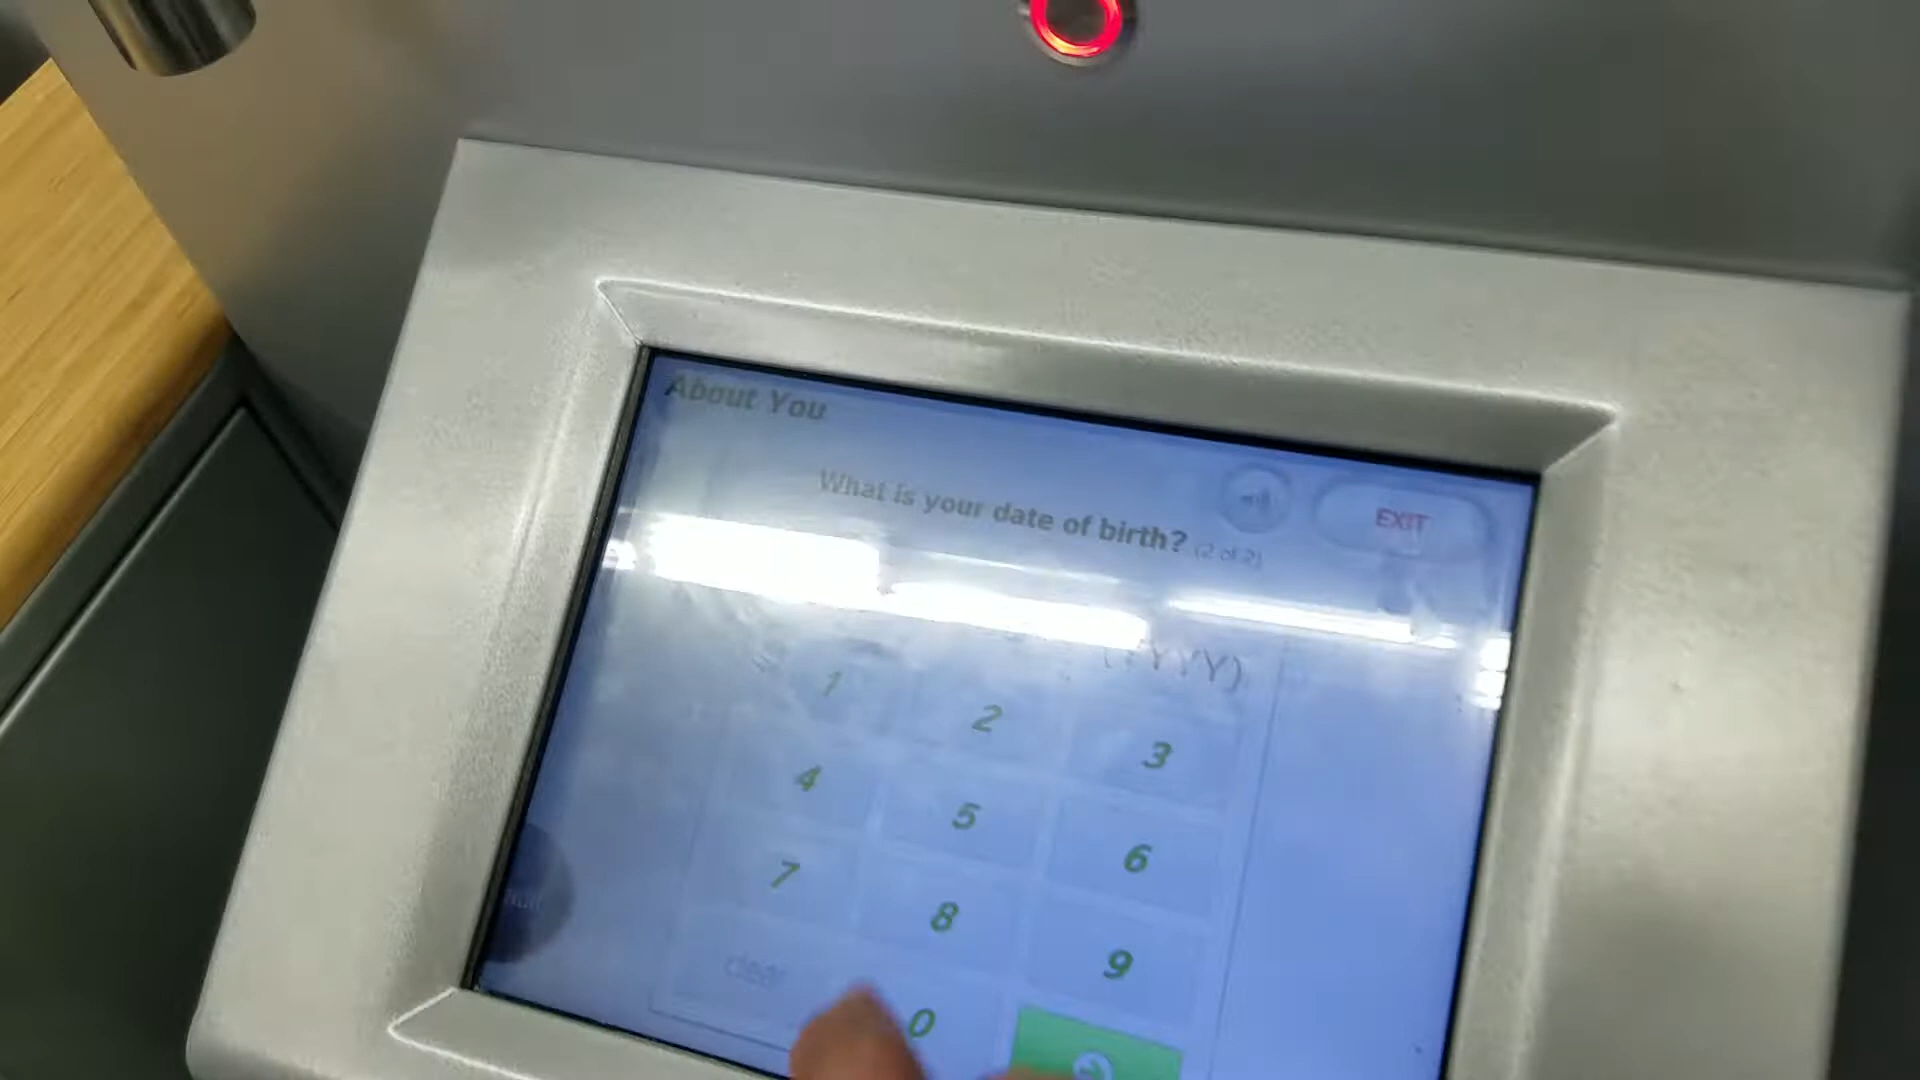 About You
What is your date of birth? (2 of 2)
EXIT
(YYYY)
1 2 3
4 5 6
7 8 9
clear 0